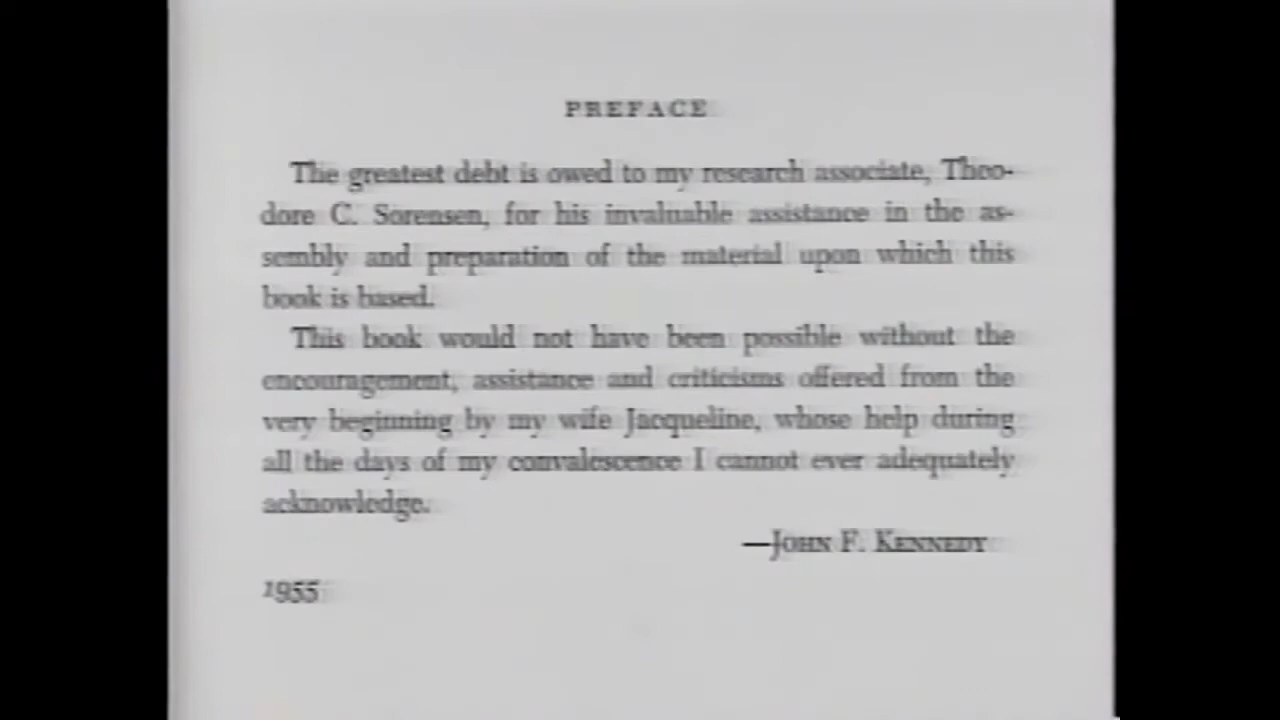 PREFACE
The greatest debt is owed to my research associate, Theo-
dore C. Sorensen, for his invaluable assistance in the as-
sembly and preparation of the material upon which this
book is based.
This book would not have been possible without the
encouragement, assistance and criticisms offered from the
very beginning by my wife Jacqueline, whose help during
all the days of my convalescence I cannot ever adequately
acknowledge.
—JOHN F. KENNEDY
1955